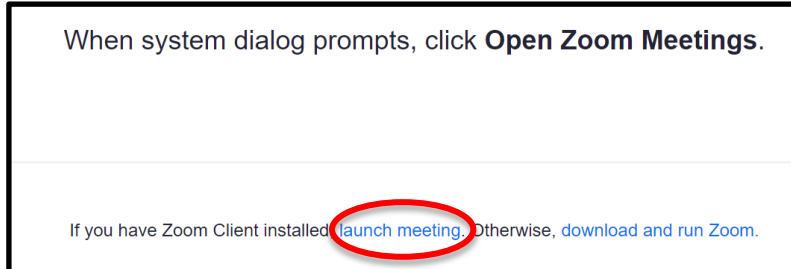 When system dialog prompts, click Open Zoom Meetings.
If you have Zoom Client installed, launch meeting. Otherwise, download and run Zoom.